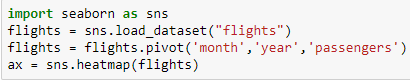 import seaborn as sns
flights = sns.load_dataset("flights")
flights = flights.pivot('month','year','passengers')
ax = sns.heatmap(flights)